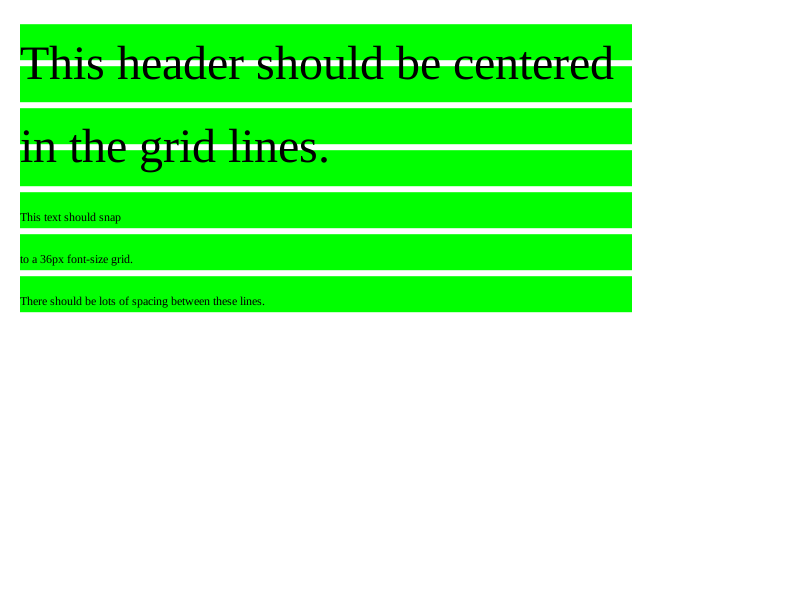 This header should be centered
in the grid lines.
This text should snap
to a 36px font-size grid.
There should be lots of spacing between these lines.